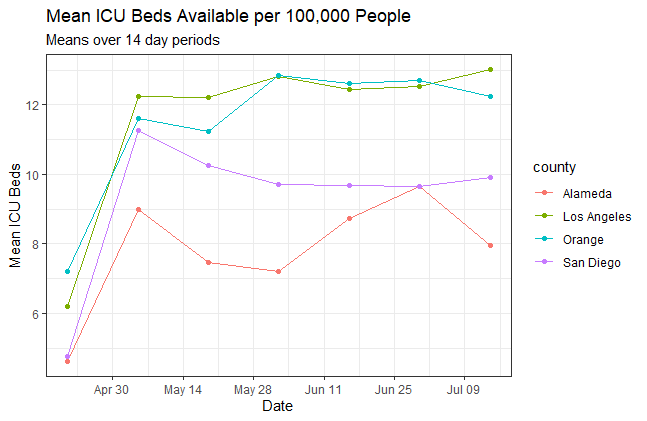 Mean ICU Beds Available per 100,000 People
Means over 14 day periods
Mean ICU Beds
12
10
8
6
Apr 30 May 14 May 28 Jun 11 Jun 25 Jul 09
Date
county
Alameda
Los Angeles
Orange
San Diego